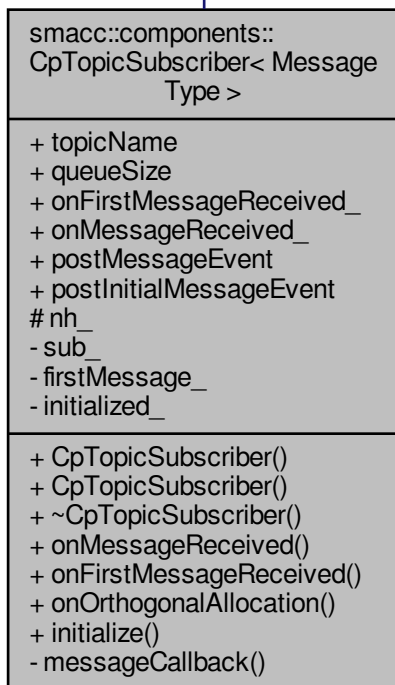 smacc::components::
CpTopicSubscriber< Message
Type >
+ topicName
+ queueSize
+ onFirstMessageReceived_
+ onMessageReceived_
+ postMessageEvent
+ postInitialMessageEvent
# nh_
- sub_
- firstMessage_
- initialized_
+ CpTopicSubscriber()
+ CpTopicSubscriber()
+ ~CpTopicSubscriber()
+ onMessageReceived()
+ onFirstMessageReceived()
+ onOrthogonalAllocation()
+ initialize()
- messageCallback()